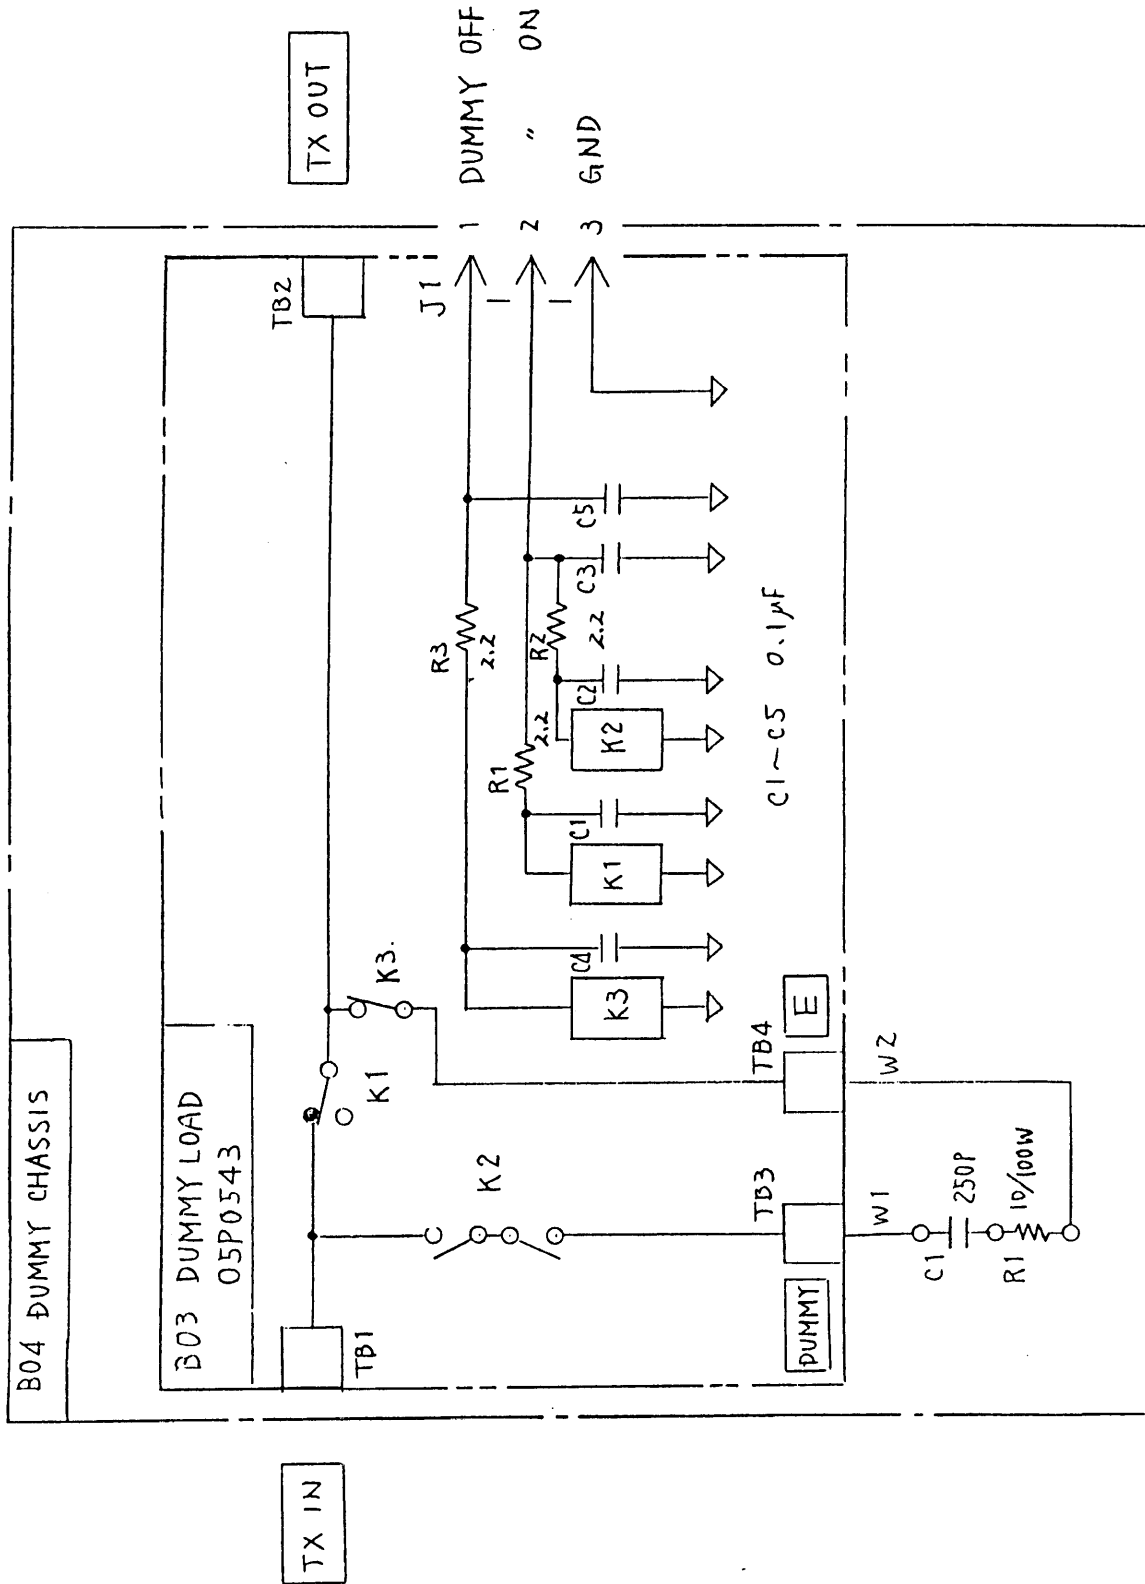 B04 DUMMY CHASSIS
B03 DUMMY LOAD
05P0543
TX IN
TB1
TB2
TX OUT
K1
K3.
K2
J1
1 DUMMY OFF
2 〃 ON
3 GND
R3
2.2
R1
2.2
R2
2.2
C4
C1
C2
C3
C5
K3
K1
K2
C1~C5 0.1μF
TB3
DUMMY
TB4
E
W1
W2
C1
250P
R1
10/100W